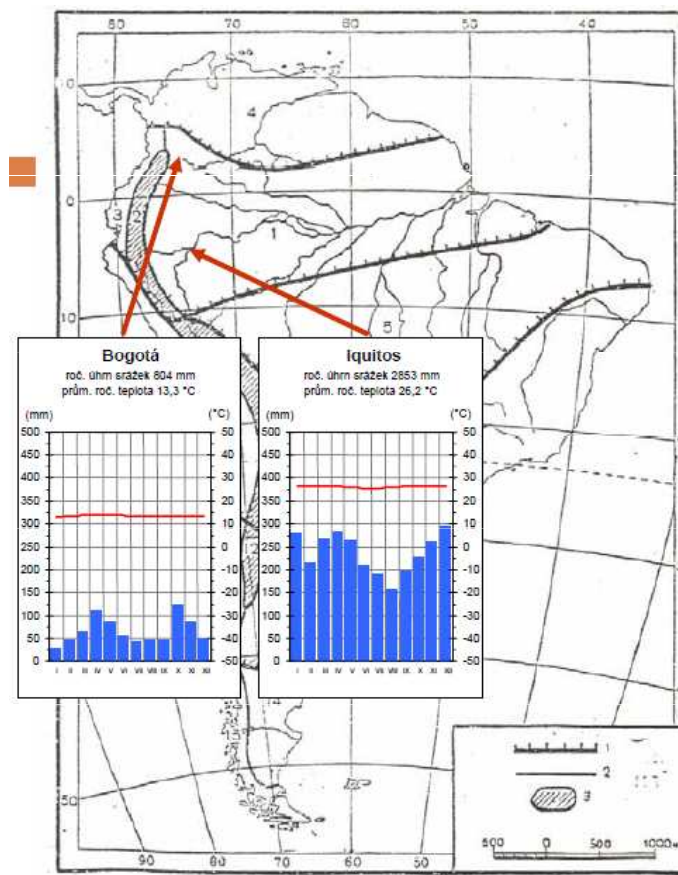 80 70 60 50 40
0
4
0
3
2
1
10
5
Bogotá
roč. úhrn srážek 804 mm
prům. roč. teplota 13,3 °C
(mm) (°C)
500 50
450 40
400 30
350 20
300 10
250 0
200 -10
150 -20
100 -30
50 -40
0 -50
I II III IV V VI VII VIII IX X XI XII
Iquitos
roč. úhrn srážek 2853 mm
prům. roč. teplota 26,2 °C
(mm) (°C)
500 50
450 40
400 30
350 20
300 10
250 0
200 -10
150 -20
100 -30
50 -40
0 -50
I II III IV V VI VII VIII IX X XI XII
12
14
13
50
1
2
3
500 0 500 1000
90 80 70 60 50